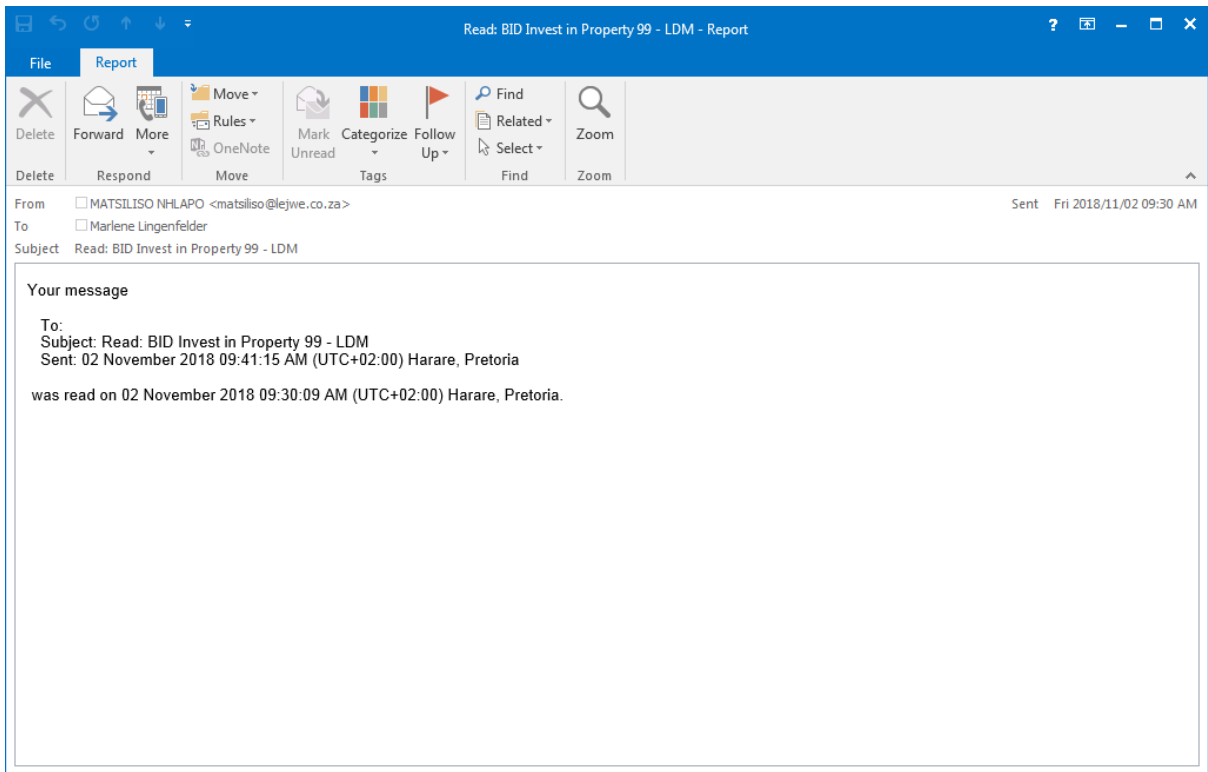 Read: BID Invest in Property 99 - LDM - Report
?
File Report
Delete Forward More Move Rules OneNote Mark Unread Categorize Follow Up Find Related Select Zoom
Delete Respond Move Tags Find Zoom
From MATSILISO NHLAPO <matsiliso@lejwe.co.za> Sent Fri 2018/11/02 09:30 AM
To Marlene Lingenfelder
Subject Read: BID Invest in Property 99 - LDM
Your message
To:
Subject: Read: BID Invest in Property 99 - LDM
Sent: 02 November 2018 09:41:15 AM (UTC+02:00) Harare, Pretoria
was read on 02 November 2018 09:30:09 AM (UTC+02:00) Harare, Pretoria.